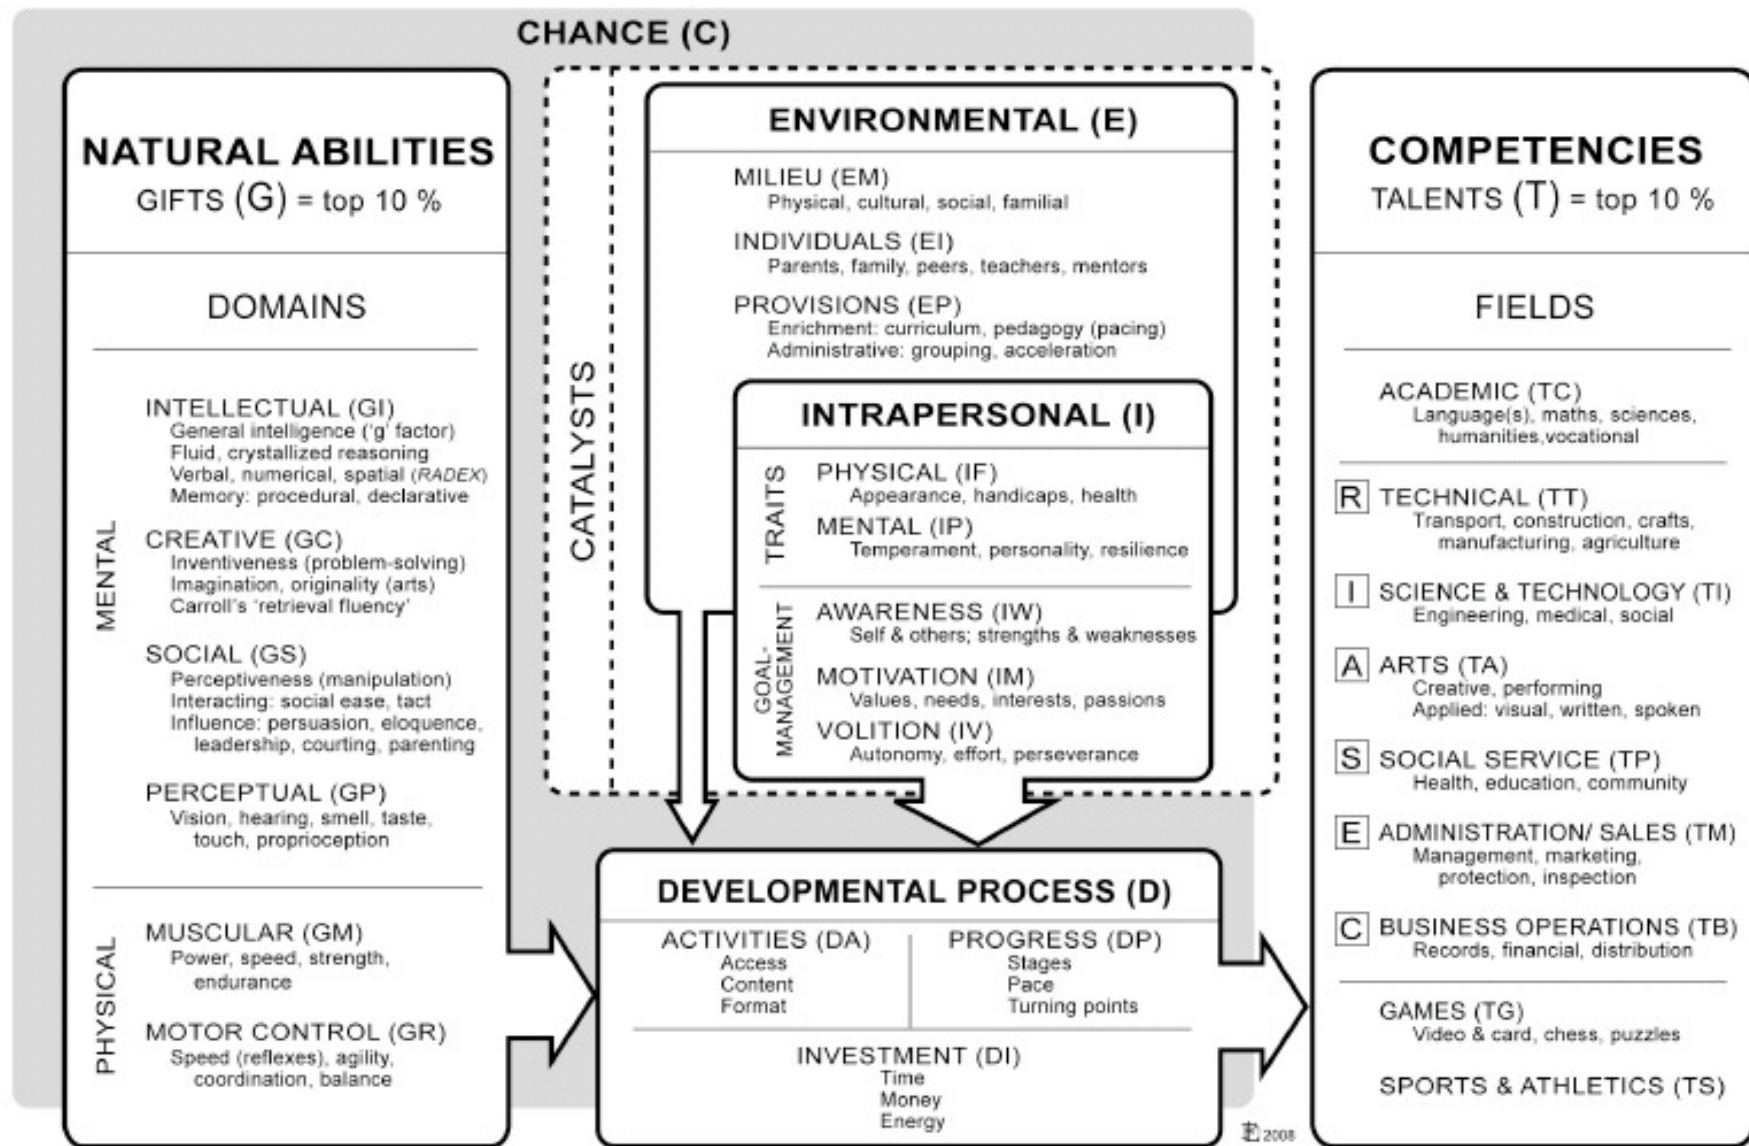 CHANCE (C)
NATURAL ABILITIES
GIFTS (G) = top 10 %
DOMAINS
MENTAL
INTELLECTUAL (GI)
General intelligence ('g' factor)
Fluid, crystallized reasoning
Verbal, numerical, spatial (RADEX)
Memory: procedural, declarative
CREATIVE (GC)
Inventiveness (problem-solving)
Imagination, originality (arts)
Carroll's 'retrieval fluency'
SOCIAL (GS)
Perceptiveness (manipulation)
Interacting: social ease, tact
Influence: persuasion, eloquence,
leadership, courting, parenting
PERCEPTUAL (GP)
Vision, hearing, smell, taste,
touch, proprioception
PHYSICAL
MUSCULAR (GM)
Power, speed, strength,
endurance
MOTOR CONTROL (GR)
Speed (reflexes), agility,
coordination, balance
CATALYSTS
ENVIRONMENTAL (E)
MILIEU (EM)
Physical, cultural, social, familial
INDIVIDUALS (EI)
Parents, family, peers, teachers, mentors
PROVISIONS (EP)
Enrichment: curriculum, pedagogy (pacing)
Administrative: grouping, acceleration
INTRAPERSONAL (I)
TRAITS
PHYSICAL (IF)
Appearance, handicaps, health
MENTAL (IP)
Temperament, personality, resilience
GOAL-
MANAGEMENT
AWARENESS (IW)
Self & others; strengths & weaknesses
MOTIVATION (IM)
Values, needs, interests, passions
VOLITION (IV)
Autonomy, effort, perseverance
DEVELOPMENTAL PROCESS (D)
ACTIVITIES (DA)
Access
Content
Format
PROGRESS (DP)
Stages
Pace
Turning points
INVESTMENT (DI)
Time
Money
Energy
2008
COMPETENCIES
TALENTS (T) = top 10 %
FIELDS
ACADEMIC (TC)
Language(s), maths, sciences,
humanities,vocational
R TECHNICAL (TT)
Transport, construction, crafts,
manufacturing, agriculture
I SCIENCE & TECHNOLOGY (TI)
Engineering, medical, social
A ARTS (TA)
Creative, performing
Applied: visual, written, spoken
S SOCIAL SERVICE (TP)
Health, education, community
E ADMINISTRATION/ SALES (TM)
Management, marketing,
protection, inspection
C BUSINESS OPERATIONS (TB)
Records, financial, distribution
GAMES (TG)
Video & card, chess, puzzles
SPORTS & ATHLETICS (TS)